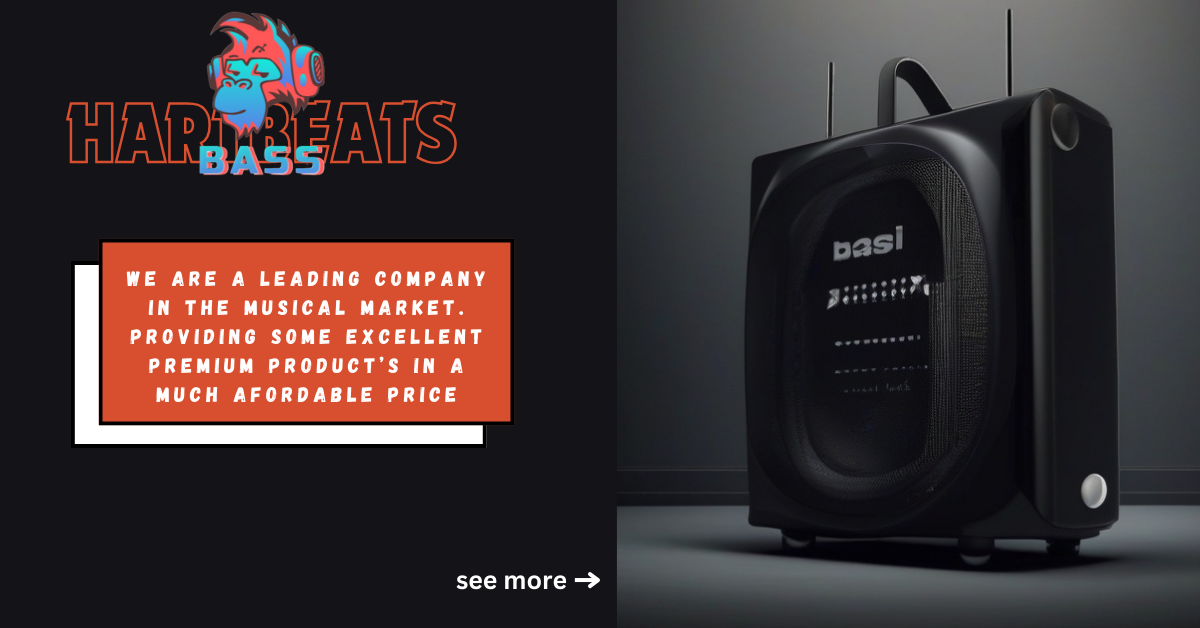 HARTBEATS
BASS
WE ARE A LEADING COMPANY
IN THE MUSICAL MARKET.
PROVIDING SOME EXCELLENT
PREMIUM PRODUCT'S IN A
MUCH AFORDABLE PRICE
see more
basi